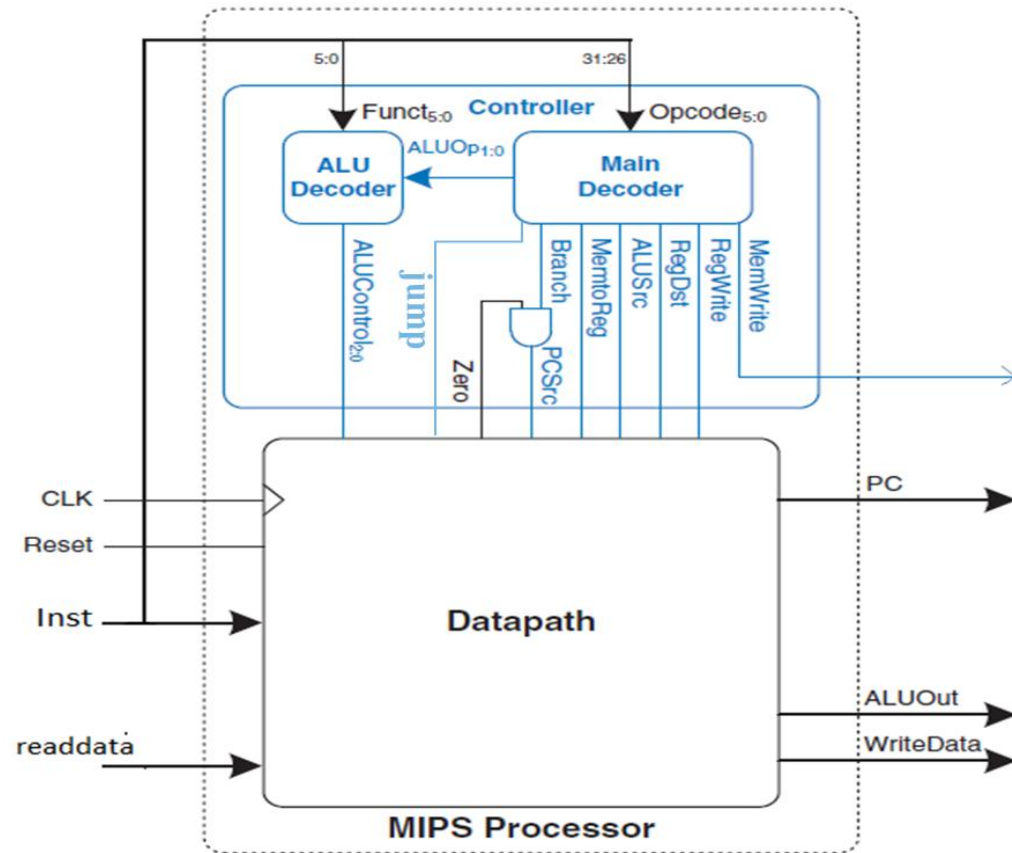 5:0
31:26
Controller
Funct5:0
Opcode5:0
ALUOp1:0
ALU
Decoder
Main
Decoder
ALUControl2:0
jump
Zero
Branch
PCSrc
MemtoReg
ALUSrc
RegDst
RegWrite
MemWrite
CLK
Reset
Inst
readdata
Datapath
PC
ALUOut
WriteData
MIPS Processor